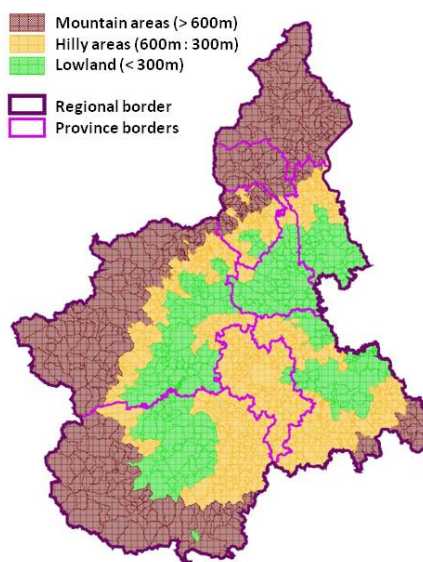 Mountain areas (> 600m)
Hilly areas (600m : 300m)
Lowland (< 300m)
Regional border
Province borders